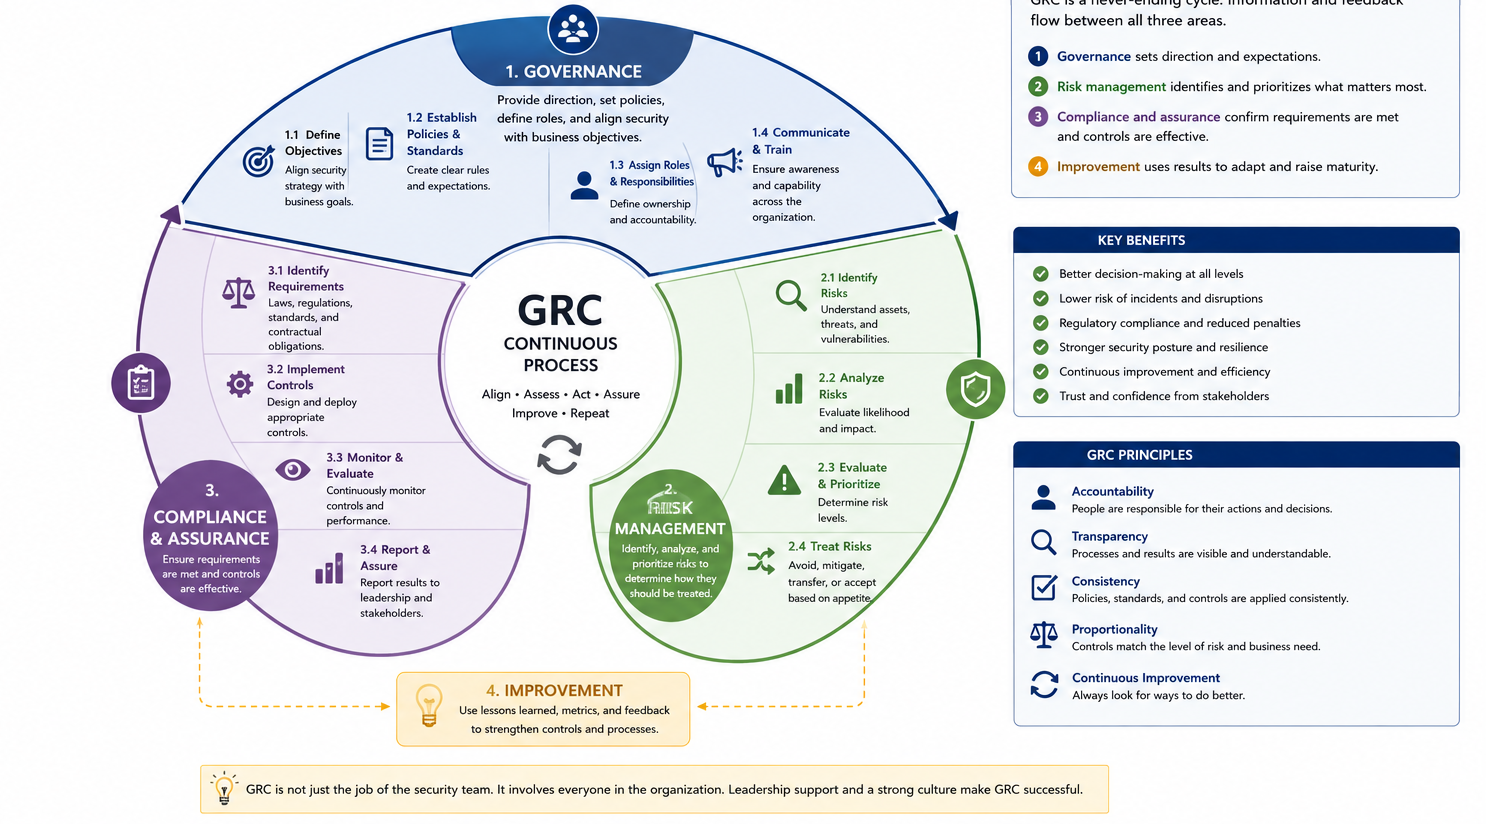 1. GOVERNANCE
Provide direction, set policies,
define roles, and align security
with business objectives.
1.1 Define
Objectives
Align security
strategy with
business goals.
1.2 Establish
Policies &
Standards
Create clear rules
and expectations.
1.3 Assign Roles
& Responsibilities
Define ownership
and accountability.
1.4 Communicate
& Train
Ensure awareness
and capability
across the
organization.
GRC
CONTINUOUS
PROCESS
Align • Assess • Act • Assure
Improve • Repeat
2.1 Identify
Risks
Understand assets,
threats, and
vulnerabilities.
2.2 Analyze
Risks
Evaluate likelihood
and impact.
2.3 Evaluate
& Prioritize
Determine risk
levels.
2.4 Treat Risks
Avoid, mitigate,
transfer, or accept
based on appetite.
2.
RISK
MANAGEMENT
Identify, analyze, and
prioritize risks to
determine how they
should be treated.
3.1 Identify
Requirements
Laws, regulations,
standards, and
contractual
obligations.
3.2 Implement
Controls
Design and deploy
appropriate
controls.
3.3 Monitor &
Evaluate
Continuously monitor
controls and
performance.
3.4 Report &
Assure
Report results to
leadership and
stakeholders.
3.
COMPLIANCE
& ASSURANCE
Ensure requirements
are met and controls
are effective.
4. IMPROVEMENT
Use lessons learned, metrics, and feedback
to strengthen controls and processes.
GRC is not just the job of the security team. It involves everyone in the organization. Leadership support and a strong culture make GRC successful.
GRC is a never-ending cycle. Information and feedback
flow between all three areas.
1 Governance sets direction and expectations.
2 Risk management identifies and prioritizes what matters most.
3 Compliance and assurance confirm requirements are met
and controls are effective.
4 Improvement uses results to adapt and raise maturity.
KEY BENEFITS
Better decision-making at all levels
Lower risk of incidents and disruptions
Regulatory compliance and reduced penalties
Stronger security posture and resilience
Continuous improvement and efficiency
Trust and confidence from stakeholders
GRC PRINCIPLES
Accountability
People are responsible for their actions and decisions.
Transparency
Processes and results are visible and understandable.
Consistency
Policies, standards, and controls are applied consistently.
Proportionality
Controls match the level of risk and business need.
Continuous Improvement
Always look for ways to do better.